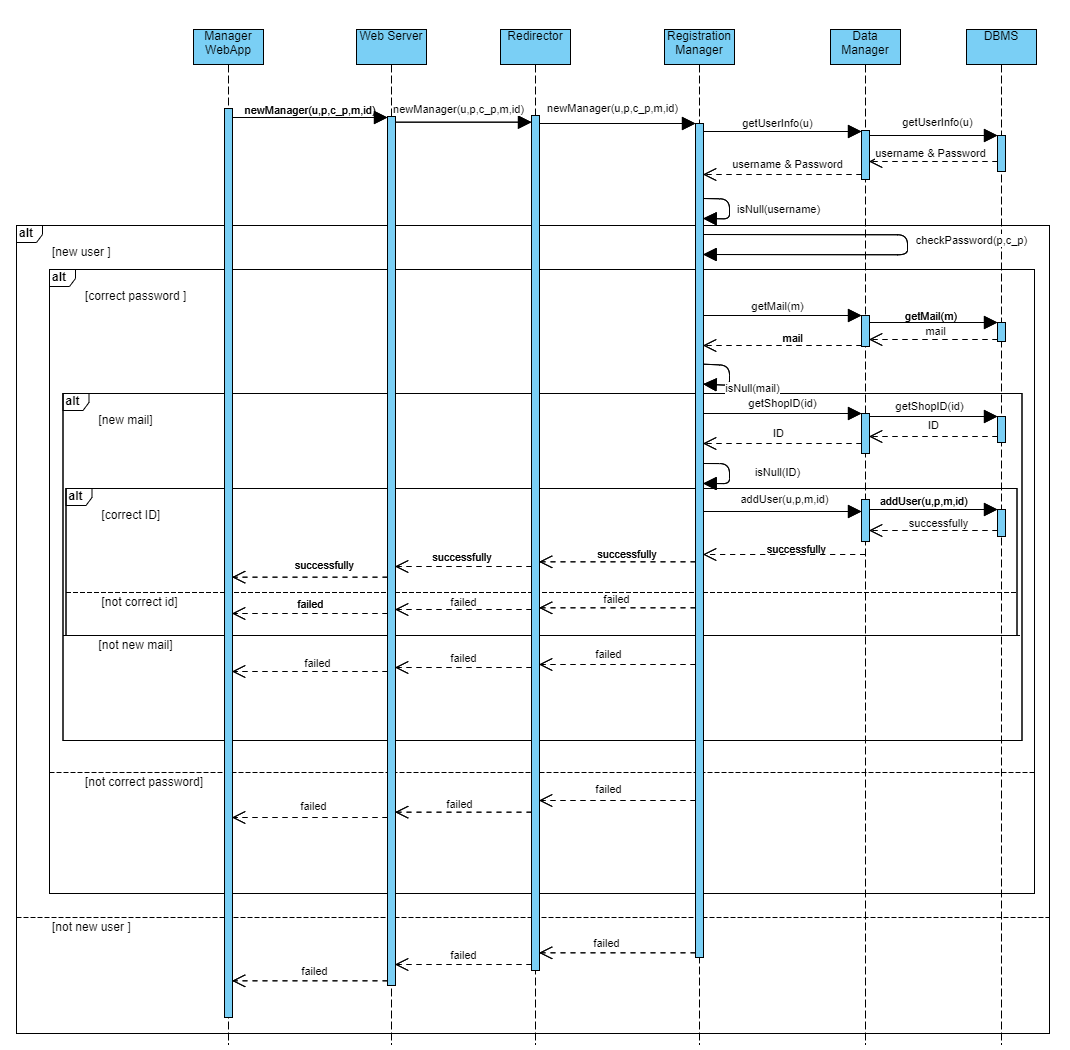 Manager
WebApp
Web Server
Redirector
Registration
Manager
Data
Manager
DBMS
newManager(u,p,c_p,m,id)
newManager(u,p,c_p,m,id)
newManager(u,p,c_p,m,id)
getUserInfo(u)
getUserInfo(u)
username & Password
username & Password
isNull(username)
alt
[new user ]
checkPassword(p,c_p)
alt
[correct password ]
getMail(m)
getMail(m)
mail
mail
isNull(mail)
alt
[new mail]
getShopID(id)
getShopID(id)
ID
ID
isNull(ID)
alt
[correct ID]
addUser(u,p,m,id)
addUser(u,p,m,id)
successfully
successfully
successfully
successfully
successfully
[not correct id]
failed
failed
failed
[not new mail]
failed
failed
failed
[not correct password]
failed
failed
failed
[not new user ]
failed
failed
failed